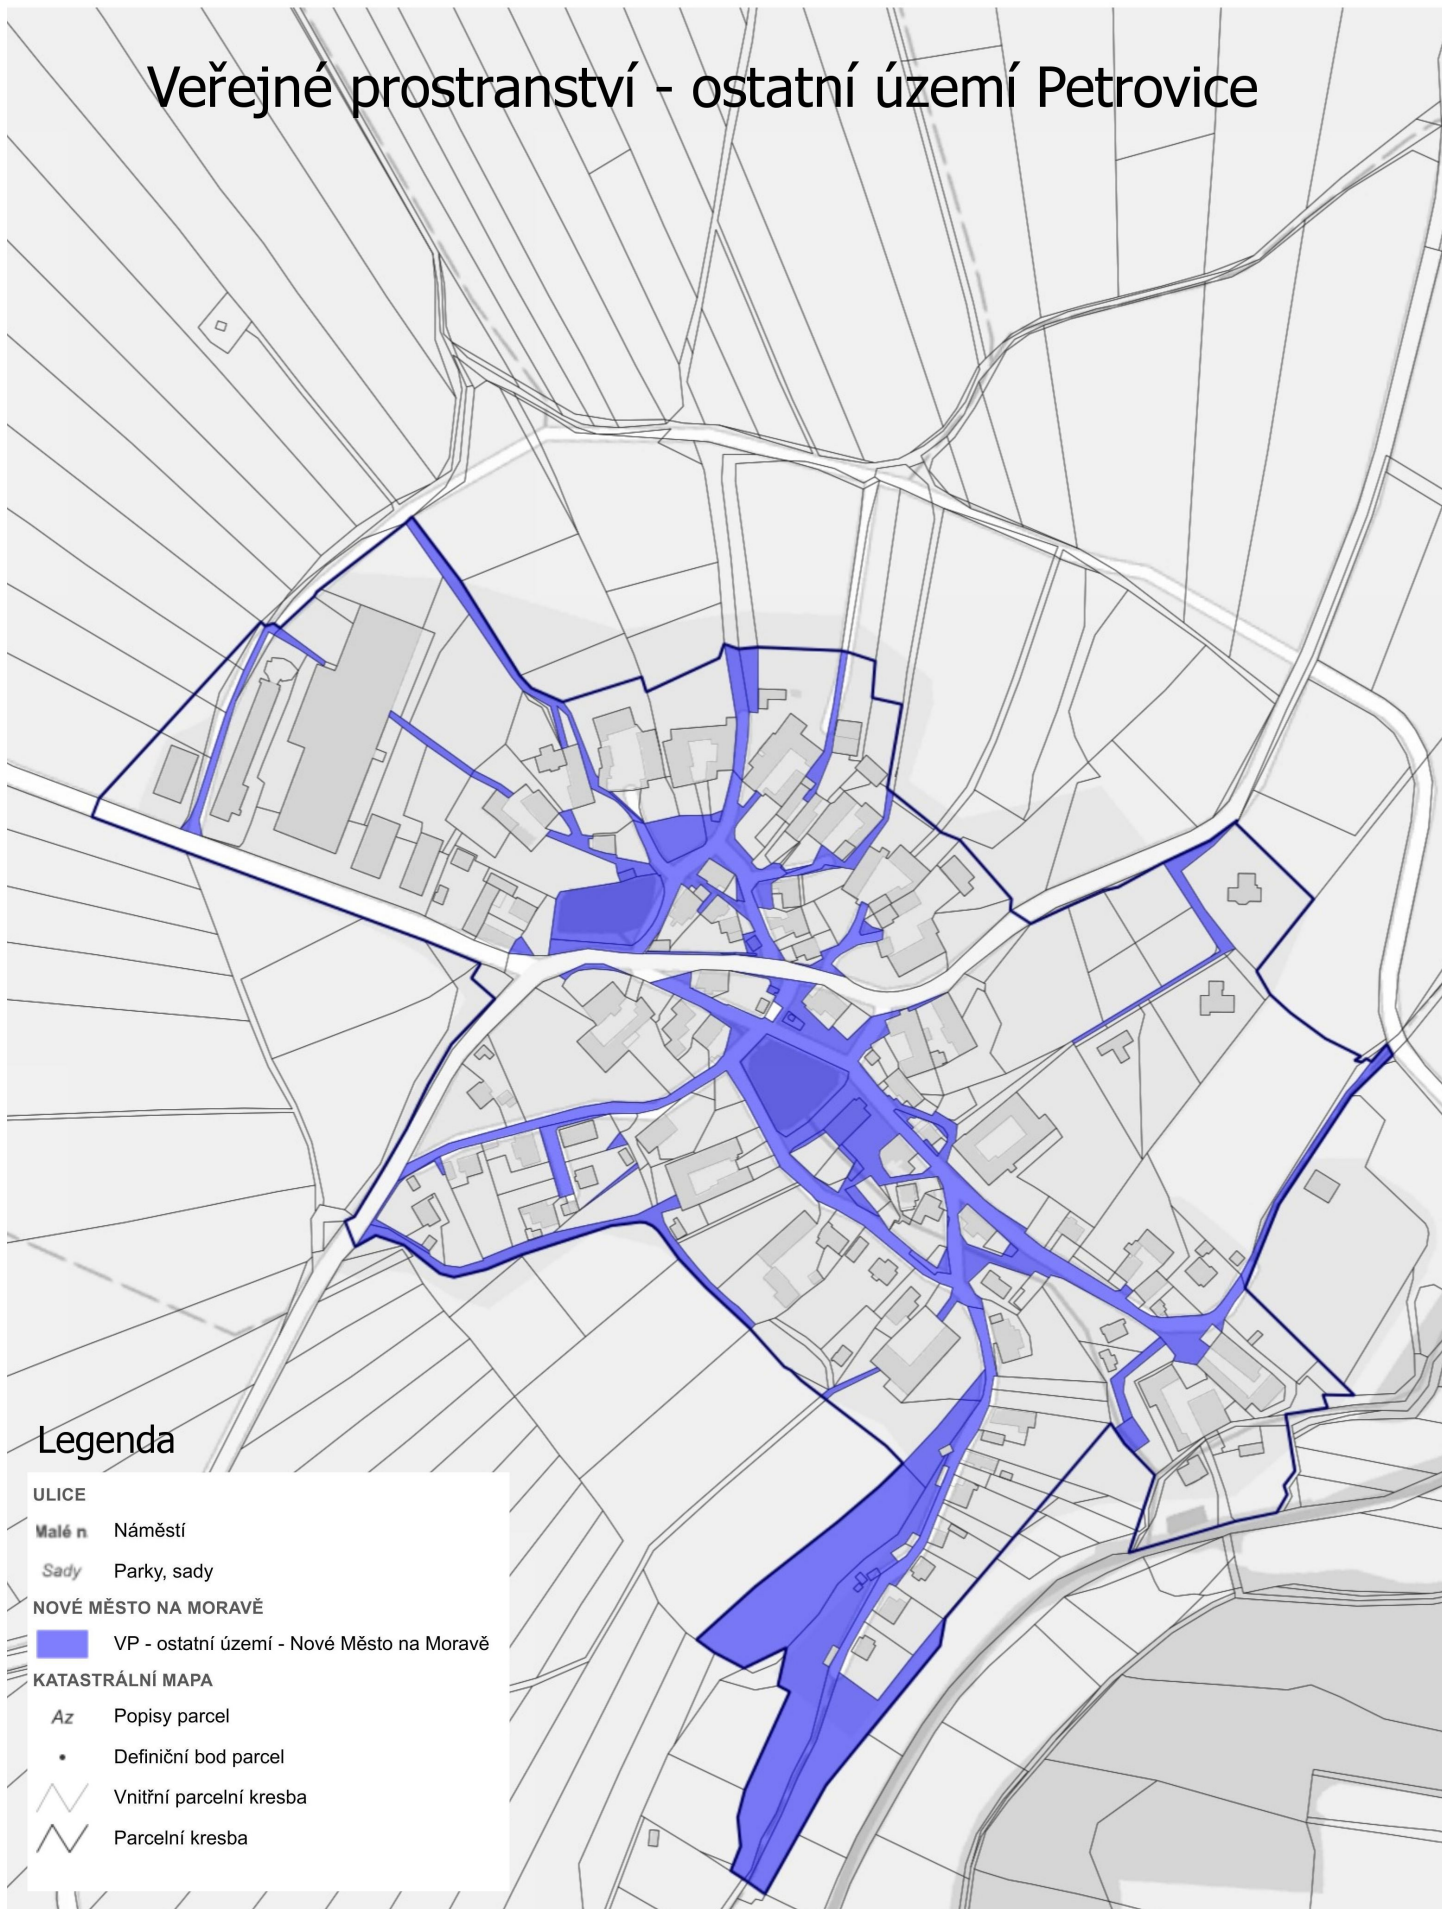 Veřejné prostranství - ostatní území Petrovice
Legenda
ULICE
Malé n
Náměstí
Sady
Parky, sady
NOVÉ MĚSTO NA MORAVĚ
VP - ostatní území - Nové Město na Moravě
KATASTRÁLNÍ MAPA
Az
Popisy parcel
Definiční bod parcel
Vnitřní parcelní kresba
Parcelní kresba